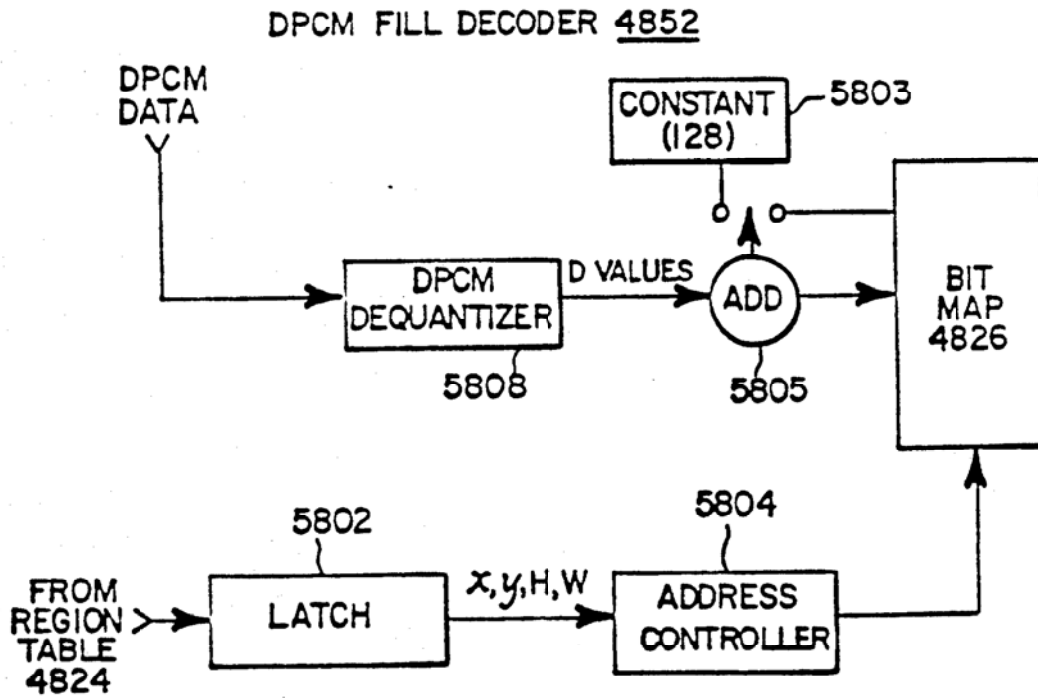 DPCM FILL DECODER 4852
DPCM
DATA
CONSTANT
(128)
5803
DPCM
DEQUANTIZER
5808
D VALUES
ADD
5805
BIT
MAP
4826
FROM
REGION
TABLE
4824
5802
LATCH
x, y, H, W
5804
ADDRESS
CONTROLLER